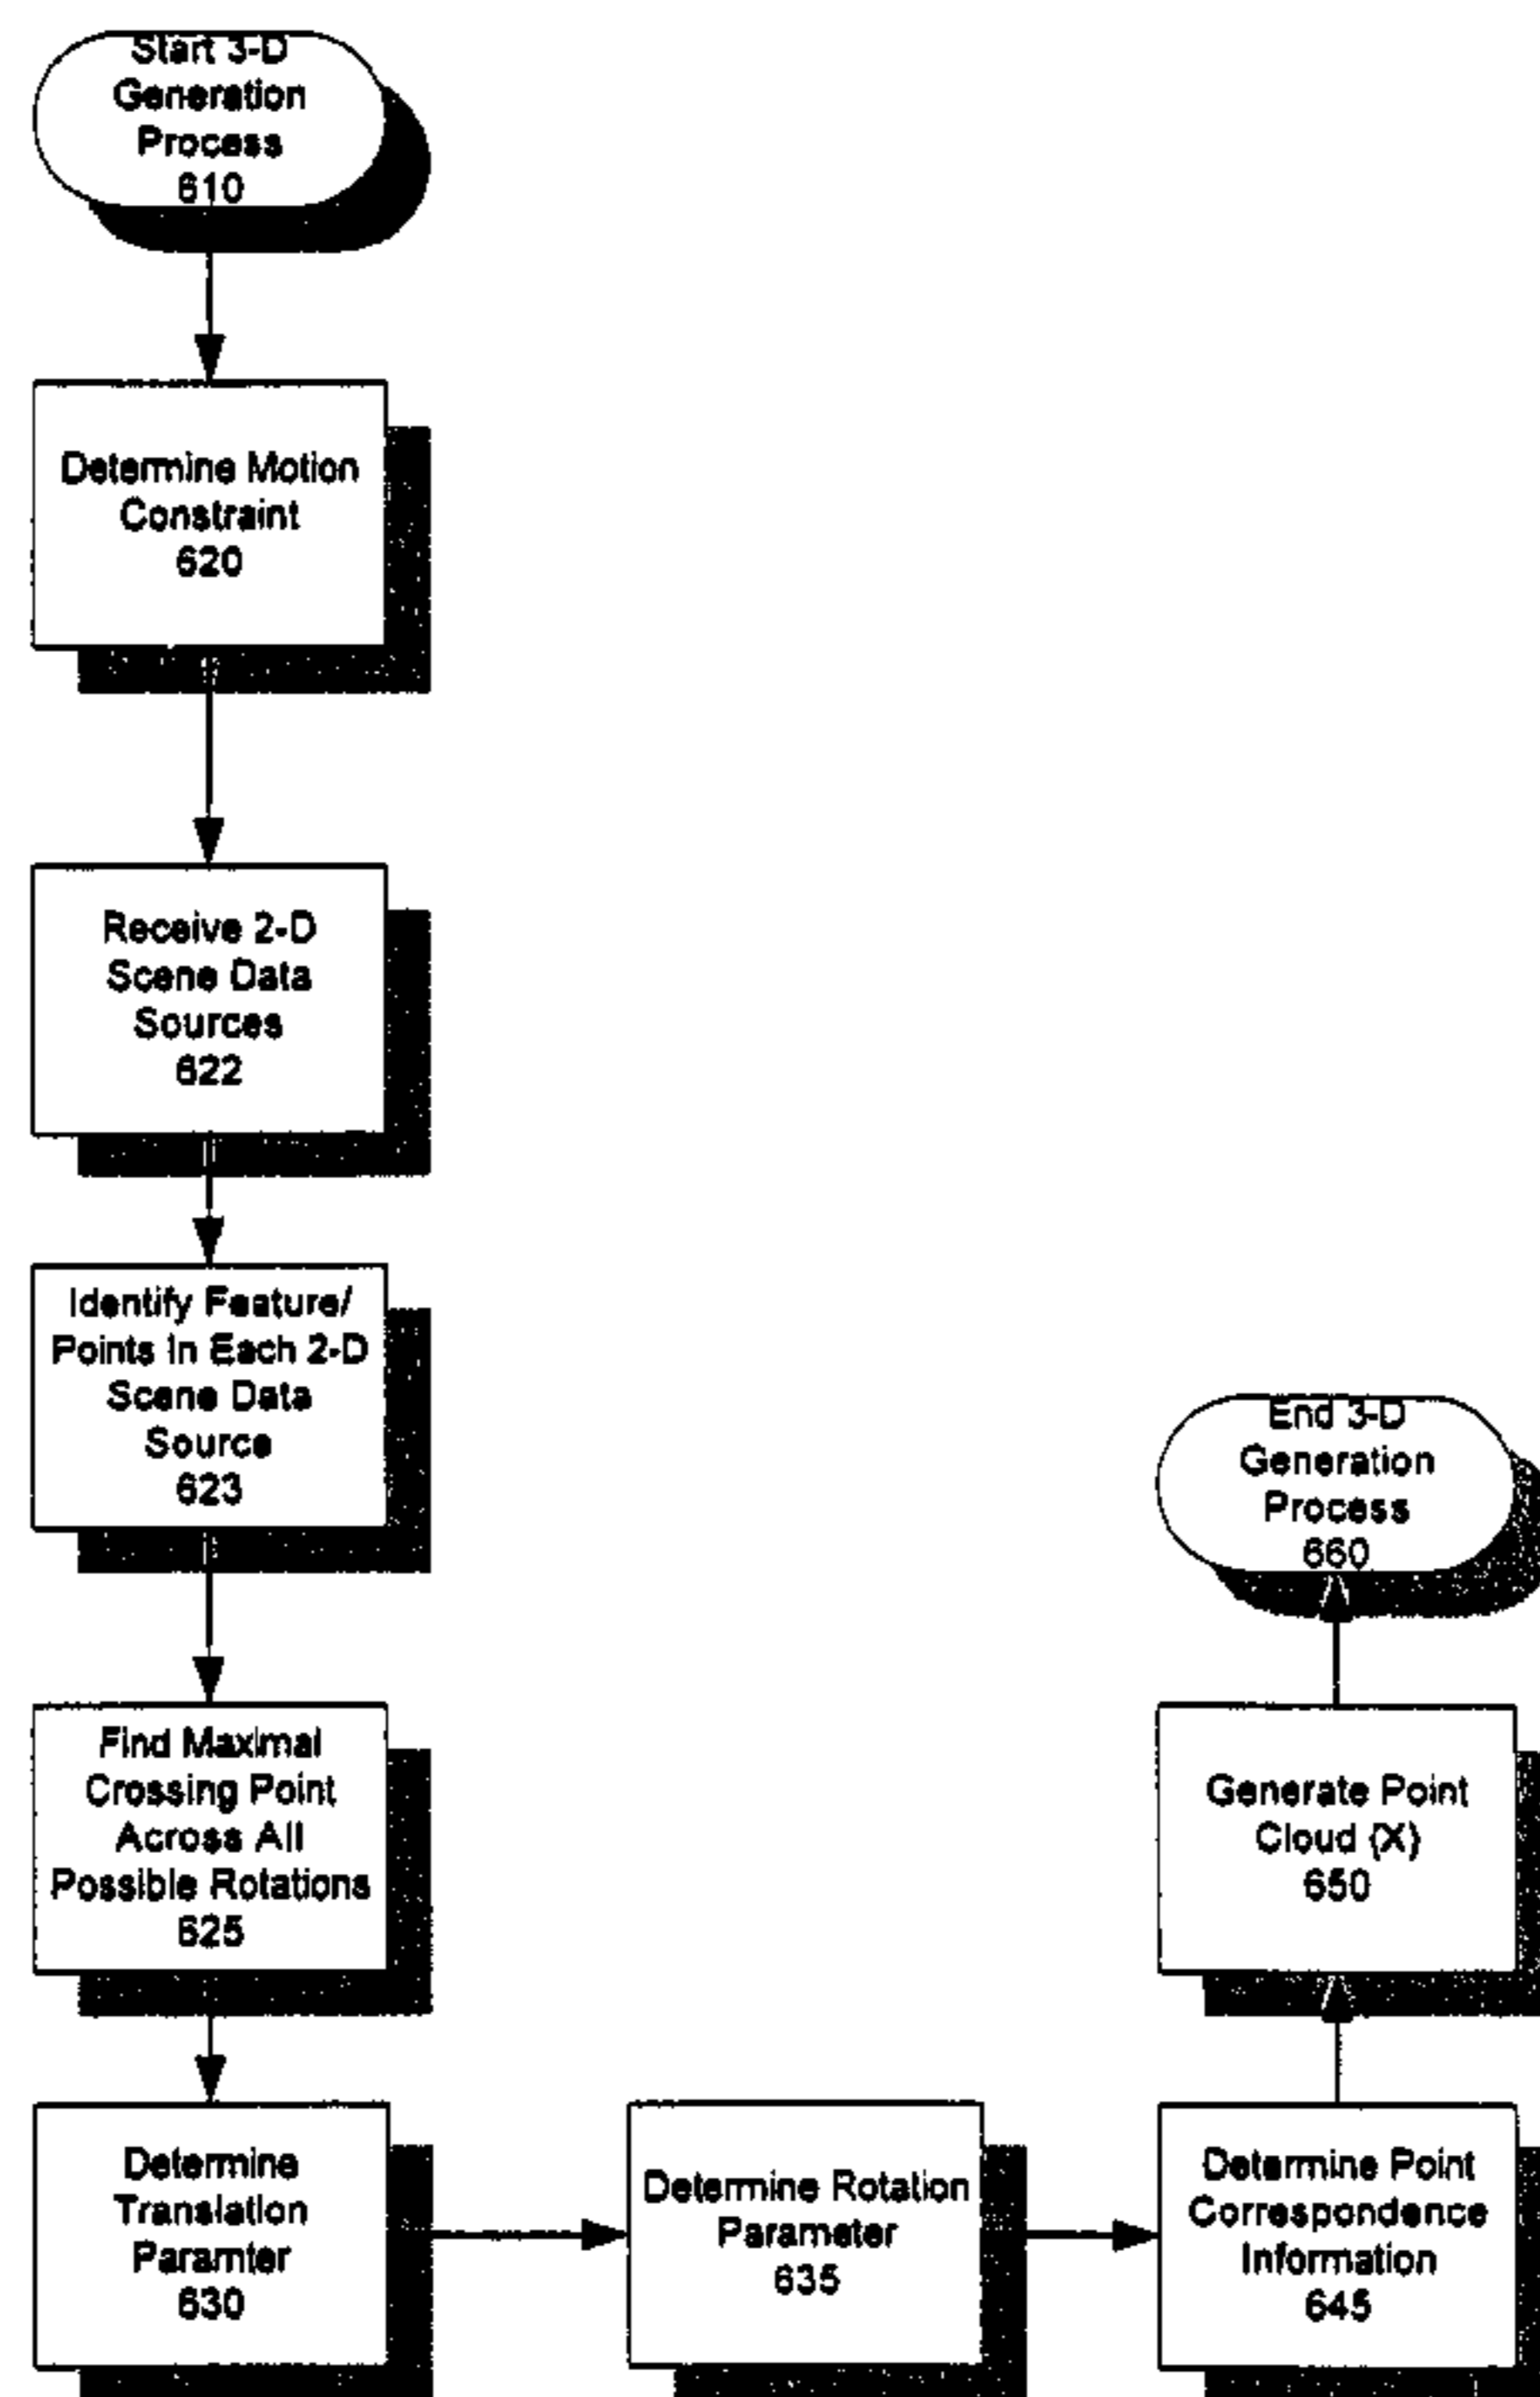 Start 3-D
Generation
Process
610
Determine Motion
Constraint
620
Receive 2-D
Scene Data
Sources
622
Identify Feature/
Points In Each 2-D
Scene Data
Source
623
Find Maximal
Crossing Point
Across All
Possible Rotations
625
Determine
Translation
Paramter
630
Determine Rotation
Parameter
635
Determine Point
Correspondence
Information
645
Generate Point
Cloud (X)
650
End 3-D
Generation
Process
660